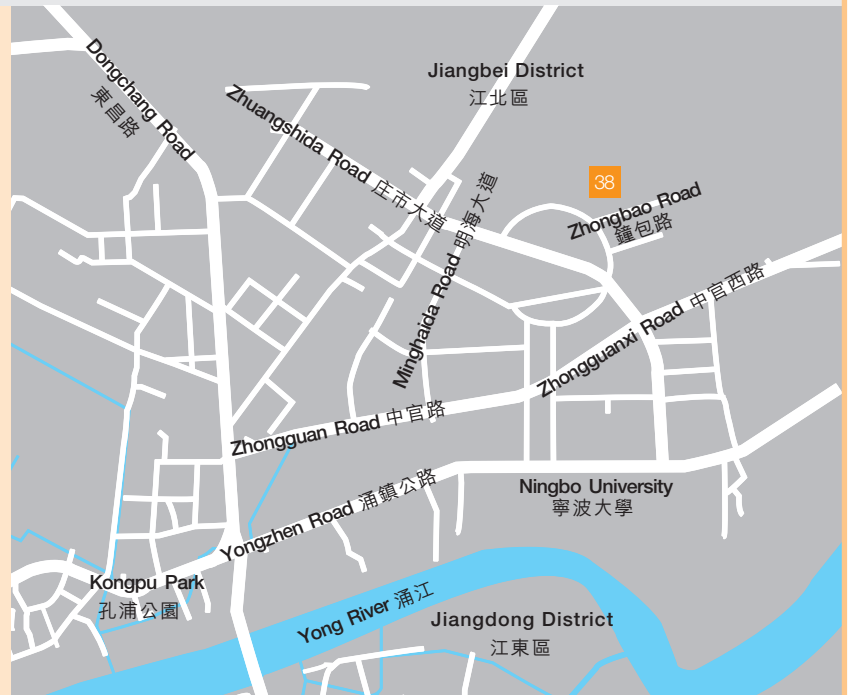 Dongchang Road
東昌路
Jiangbei District
江北區
Zhuangshida Road 庄市大道
38
Zhongbao Road
鐘包路
Minghaida Road 明海大道
Zhongguanxi Road 中官西路
Zhongguan Road 中官路
Yongzhen Road 涌鎮公路
Ningbo University
寧波大學
Kongpu Park
孔浦公園
Yong River 涌江
Jiangdong District
江東區